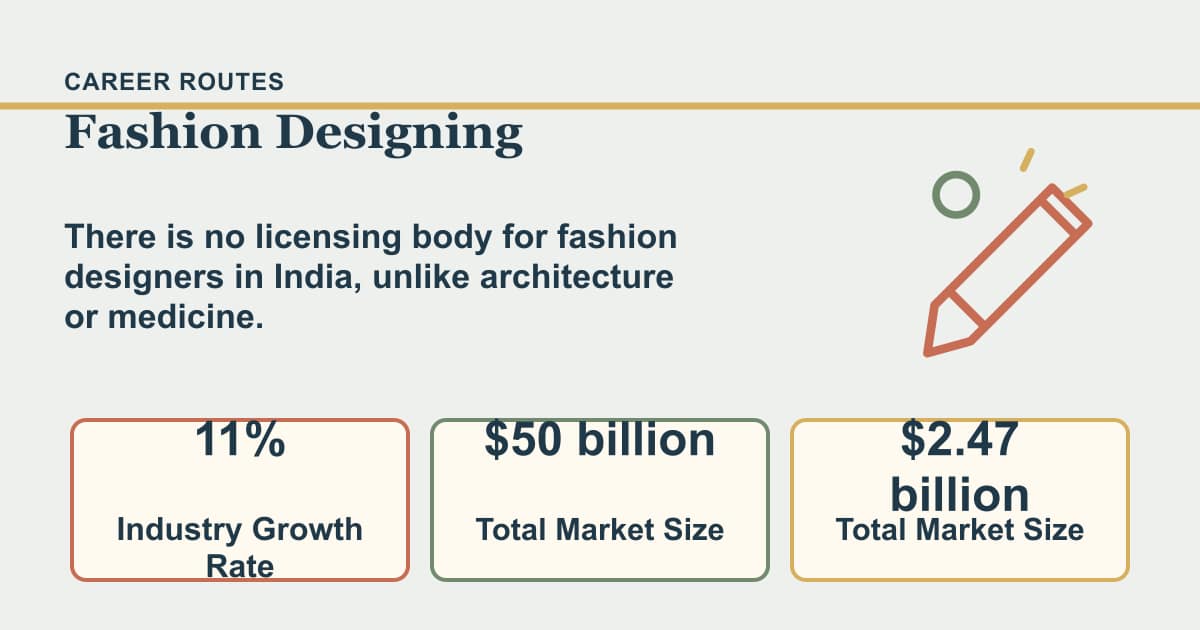 CAREER ROUTES
Fashion Designing
There is no licensing body for fashion
designers in India, unlike architecture
or medicine.
11%
Industry Growth
Rate
$50 billion
Total Market Size
$2.47
billion
Total Market Size